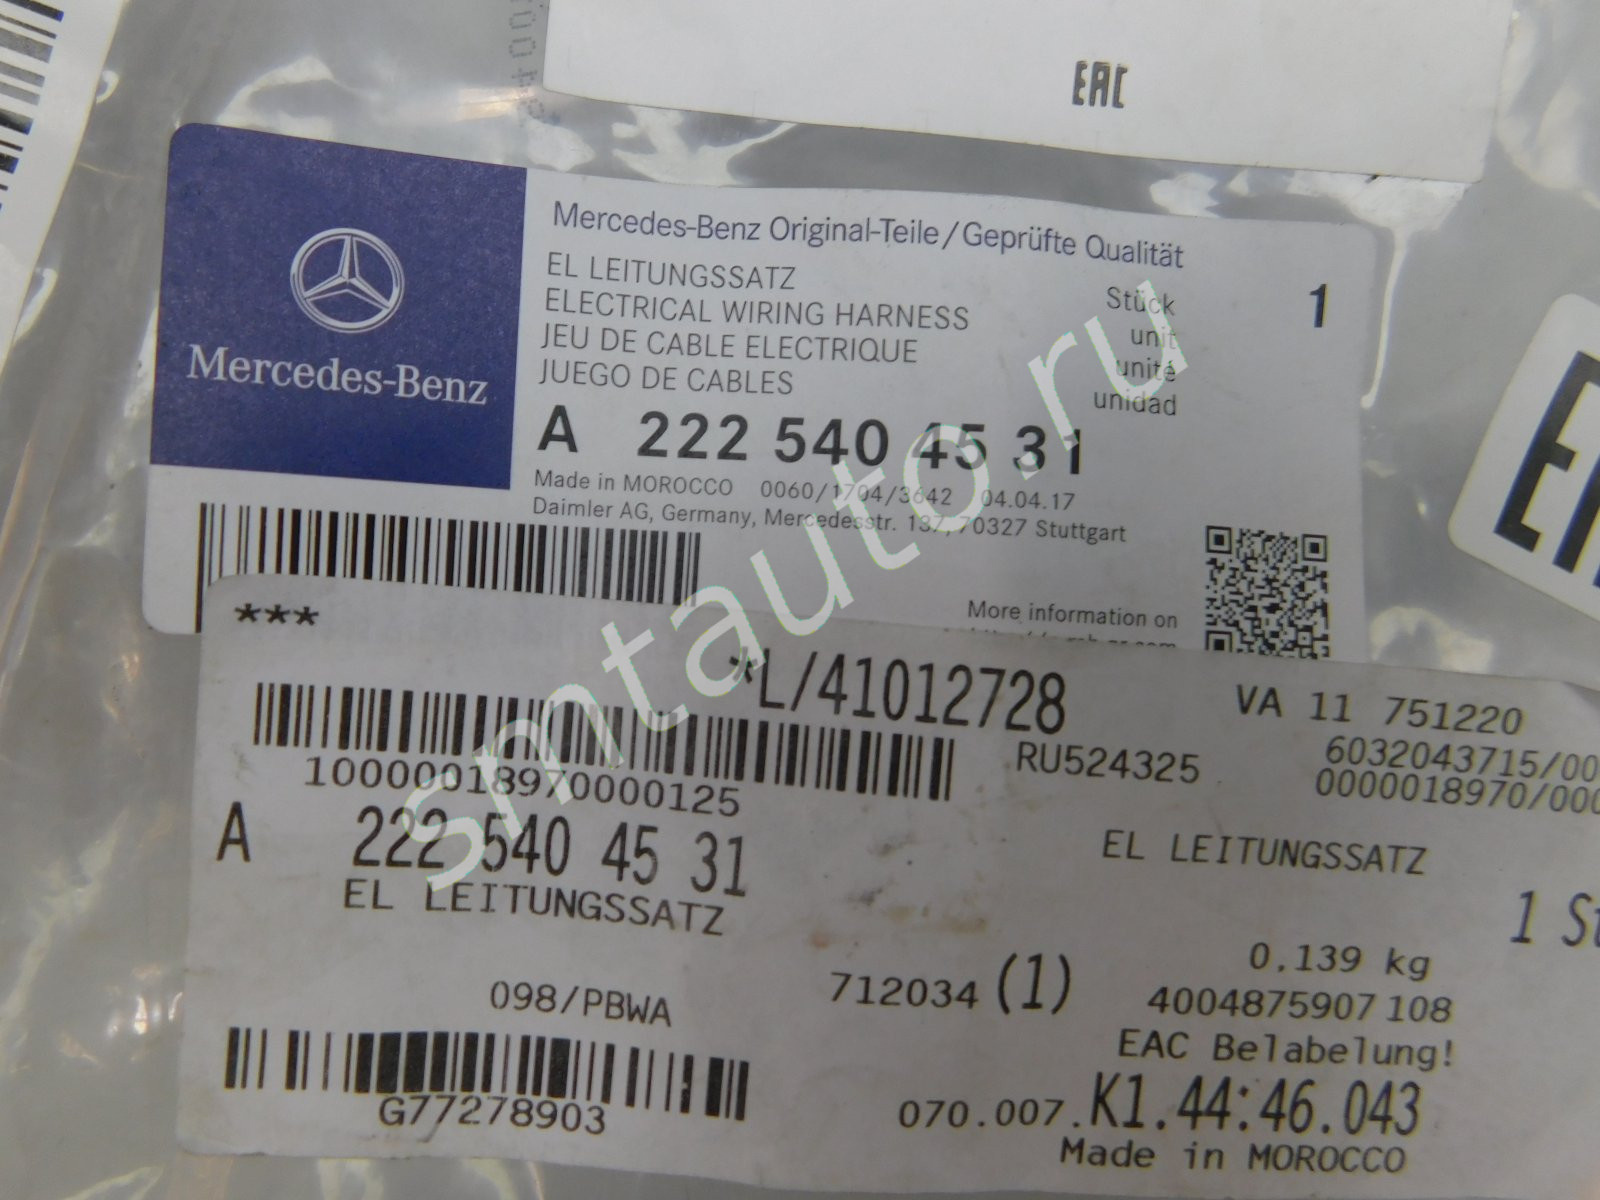 EAC
Mercedes-Benz
Mercedes-Benz Original-Teile/Geprüfte Qualität
EL LEITUNGSSATZ
ELECTRICAL WIRING HARNESS
JEU DE CABLE ELECTRIQUE
JUEGO DE CABLES
Stück 1
unit
unité
unidad
A 222 540 45 31
Made in MOROCCO 0060/1704/3642 04.04.17
Daimler AG, Germany, Mercedesstr. 137, 70327 Stuttgart
More information on
***
*L/41012728
VA 11 751220
RU524325
6032043715/00
0000018970/000
10000018970000125
A 222 540 45 31
EL LEITUNGSSATZ
EL LEITUNGSSATZ
1 St
098/PBWA
712034 (1)
0,139 kg
4004875907108
EAC Belabelung!
G77278903
070.007.K1.44:46.043
Made in MOROCCO
smtauto.ru